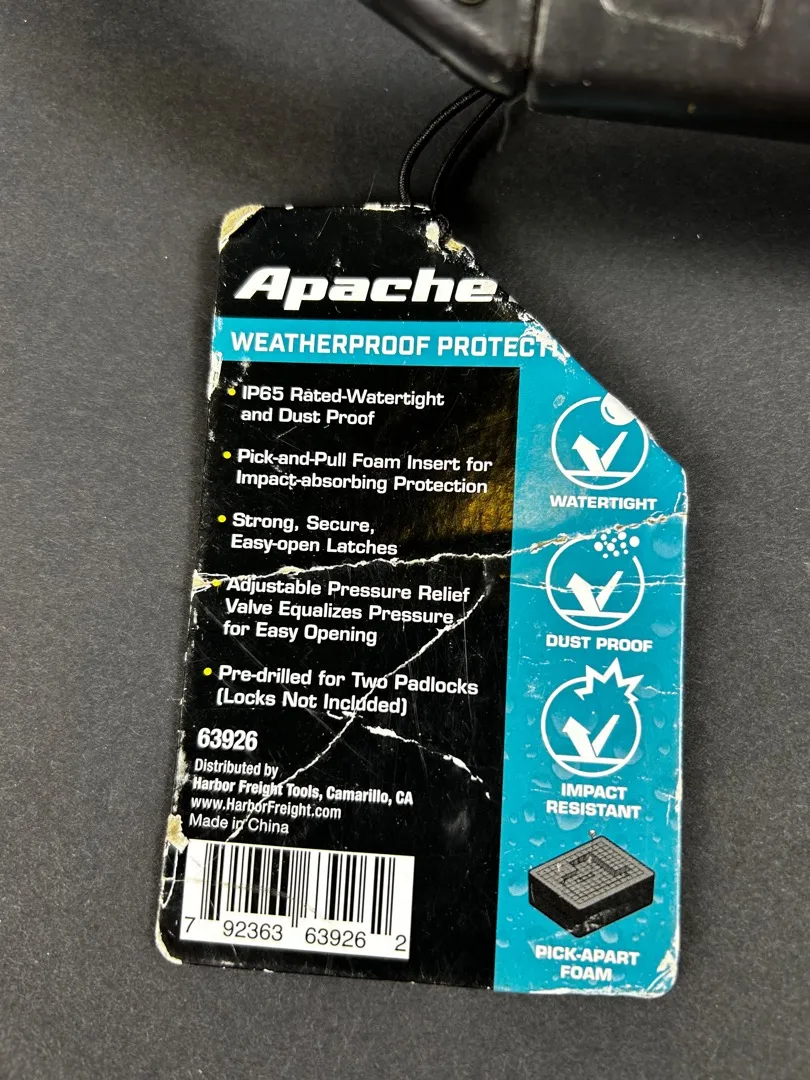 Apache
WEATHERPROOF PROTECTI
• IP65 Rated-Watertight
and Dust Proof
• Pick-and-Pull Foam Insert for
Impact-absorbing Protection
• Strong, Secure,
Easy-open Latches
• Adjustable Pressure Relief
Valve Equalizes Pressure
for Easy Opening
• Pre-drilled for Two Padlocks
(Locks Not Included)
63926
Distributed by
Harbor Freight Tools, Camarillo, CA
www.HarborFreight.com
Made in China
7 92363 63926 2
WATERTIGHT
DUST PROOF
IMPACT
RESISTANT
PICK-APART
FOAM